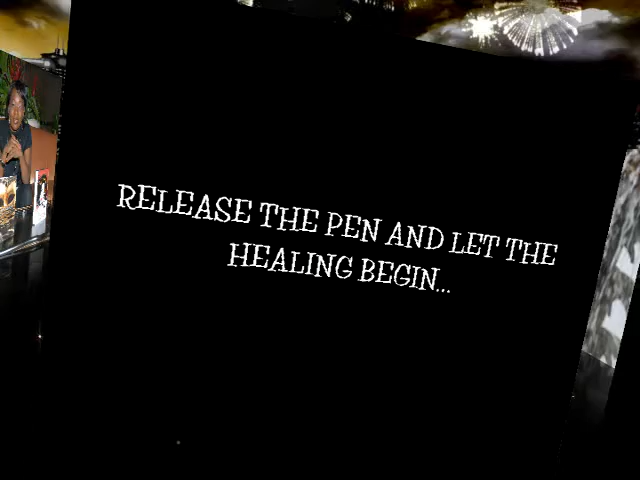 RELEASE THE PEN AND LET THE
HEALING BEGIN...